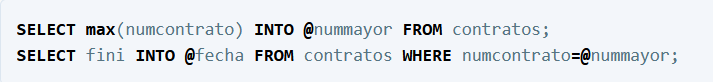 SELECT max(numcontrato) INTO @nummayor FROM contratos;
SELECT fini INTO @fecha FROM contratos WHERE numcontrato=@nummayor;